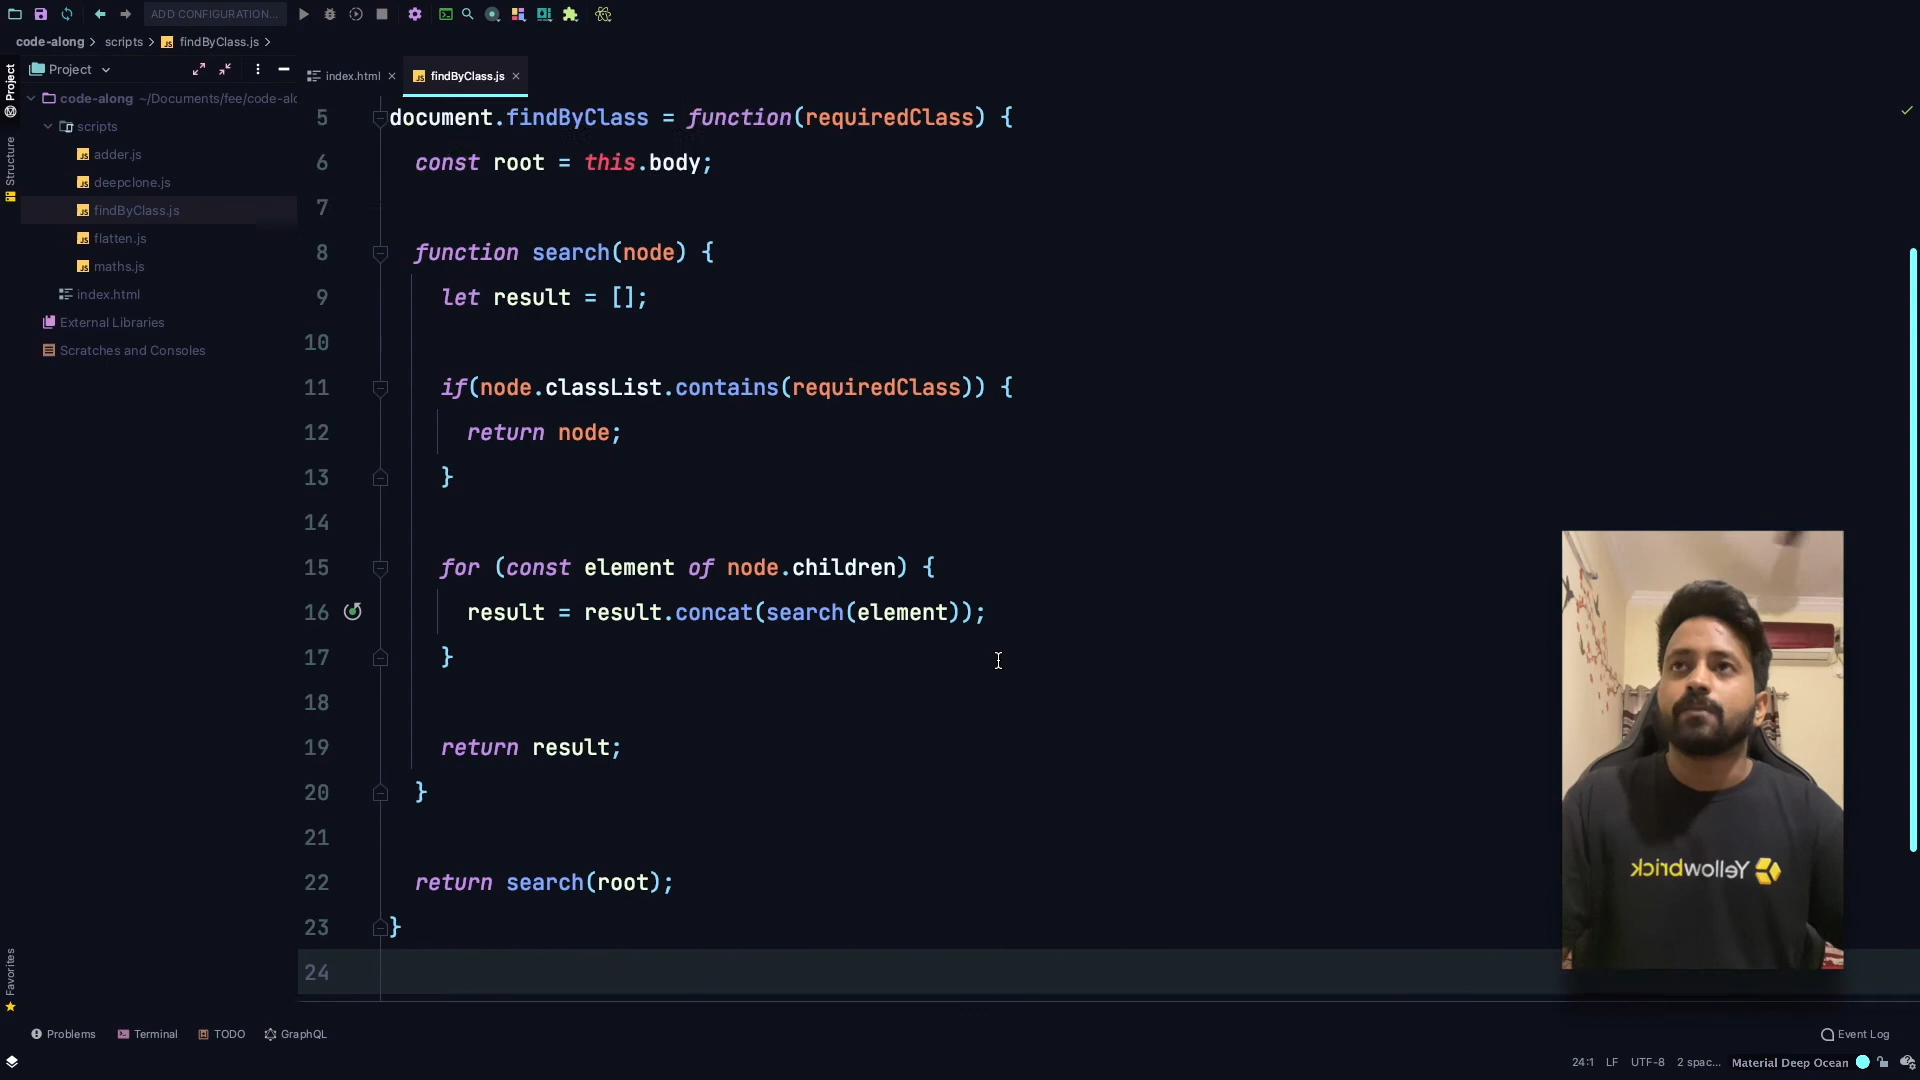 ADD CONFIGURATION...
code-along scripts findByClass.js
Project
index.html
findByClass.js
Project
Structure
Favorites
code-along ~/Documents/fee/code-alo
scripts
adder.js
deepclone.js
findByClass.js
flatten.js
maths.js
index.html
External Libraries
Scratches and Consoles
5 document.findByClass = function(requiredClass) {
6 const root = this.body;
7
8 function search(node) {
9 let result = [];
10
11 if(node.classList.contains(requiredClass)) {
12 return node;
13 }
14
15 for (const element of node.children) {
16 result = result.concat(search(element));
17 }
18
19 return result;
20 }
21
22 return search(root);
23 }
24
Yellowbrick
Problems Terminal TODO GraphQL Event Log
24:1 LF UTF-8 2 spac... Material Deep Ocean